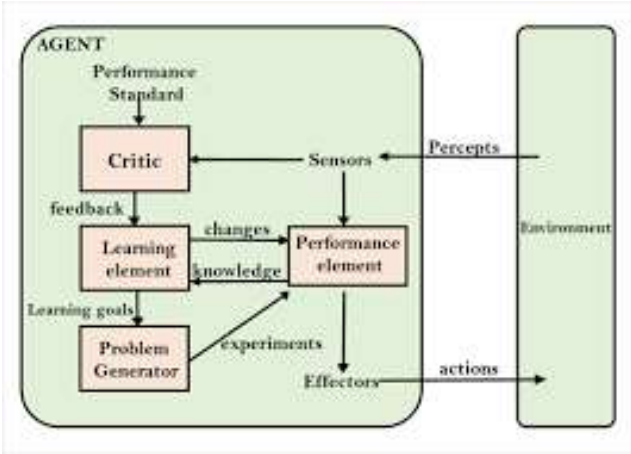 AGENT
Performance
Standard
Critic
Sensors
Percepts
feedback
changes
Learning
element
Performance
element
Environment
knowledge
Learning goals
Problem
Generator
experiments
Effectors
actions